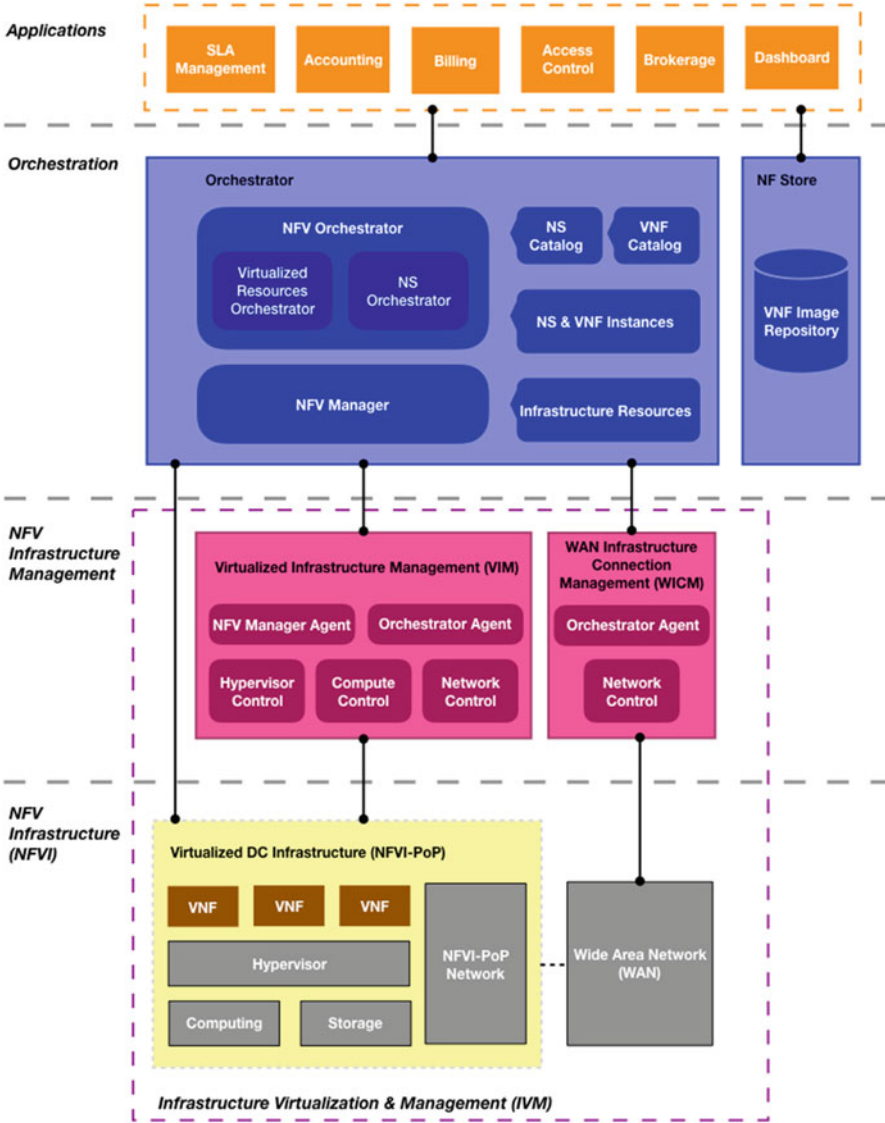 Applications
SLA
Management
Accounting
Billing
Access
Control
Brokerage
Dashboard
Orchestration
Orchestrator
NFV Orchestrator
Virtualized
Resources
Orchestrator
NS
Orchestrator
NS
Catalog
VNF
Catalog
NS & VNF Instances
NFV Manager
Infrastructure Resources
NF Store
VNF Image
Repository
NFV
Infrastructure
Management
Virtualized Infrastructure Management (VIM)
NFV Manager Agent
Orchestrator Agent
Hypervisor
Control
Compute
Control
Network
Control
WAN Infrastructure
Connection
Management (WICM)
Orchestrator Agent
Network
Control
NFV
Infrastructure
(NFVI)
Virtualized DC Infrastructure (NFVI-PoP)
VNF
VNF
VNF
Hypervisor
Computing
Storage
NFVI-PoP
Network
Wide Area Network
(WAN)
Infrastructure Virtualization & Management (IVM)